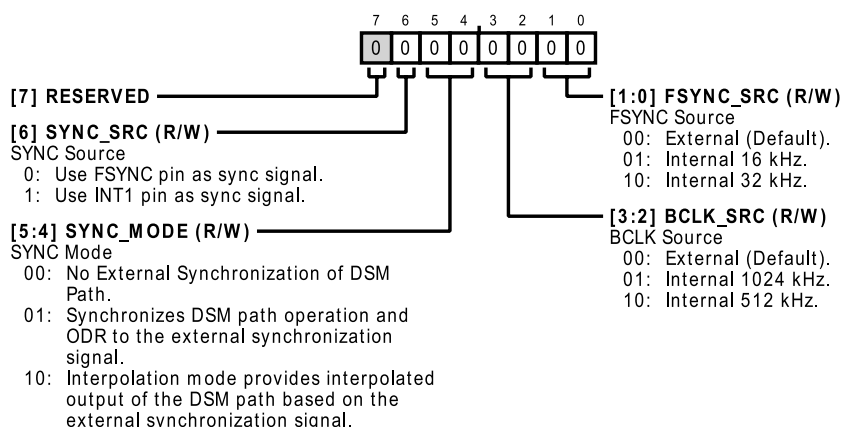 7 6 5 4 3 2 1 0
0 0 0 0 0 0 0 0
[7] RESERVED
[6] SYNC_SRC (R/W)
SYNC Source
0: Use FSYNC pin as sync signal.
1: Use INT1 pin as sync signal.
[5:4] SYNC_MODE (R/W)
SYNC Mode
00: No External Synchronization of DSM
Path.
01: Synchronizes DSM path operation and
ODR to the external synchronization
signal.
10: Interpolation mode provides interpolated
output of the DSM path based on the
external synchronization signal.
[1:0] FSYNC_SRC (R/W)
FSYNC Source
00: External (Default).
01: Internal 16 kHz.
10: Internal 32 kHz.
[3:2] BCLK_SRC (R/W)
BCLK Source
00: External (Default).
01: Internal 1024 kHz.
10: Internal 512 kHz.